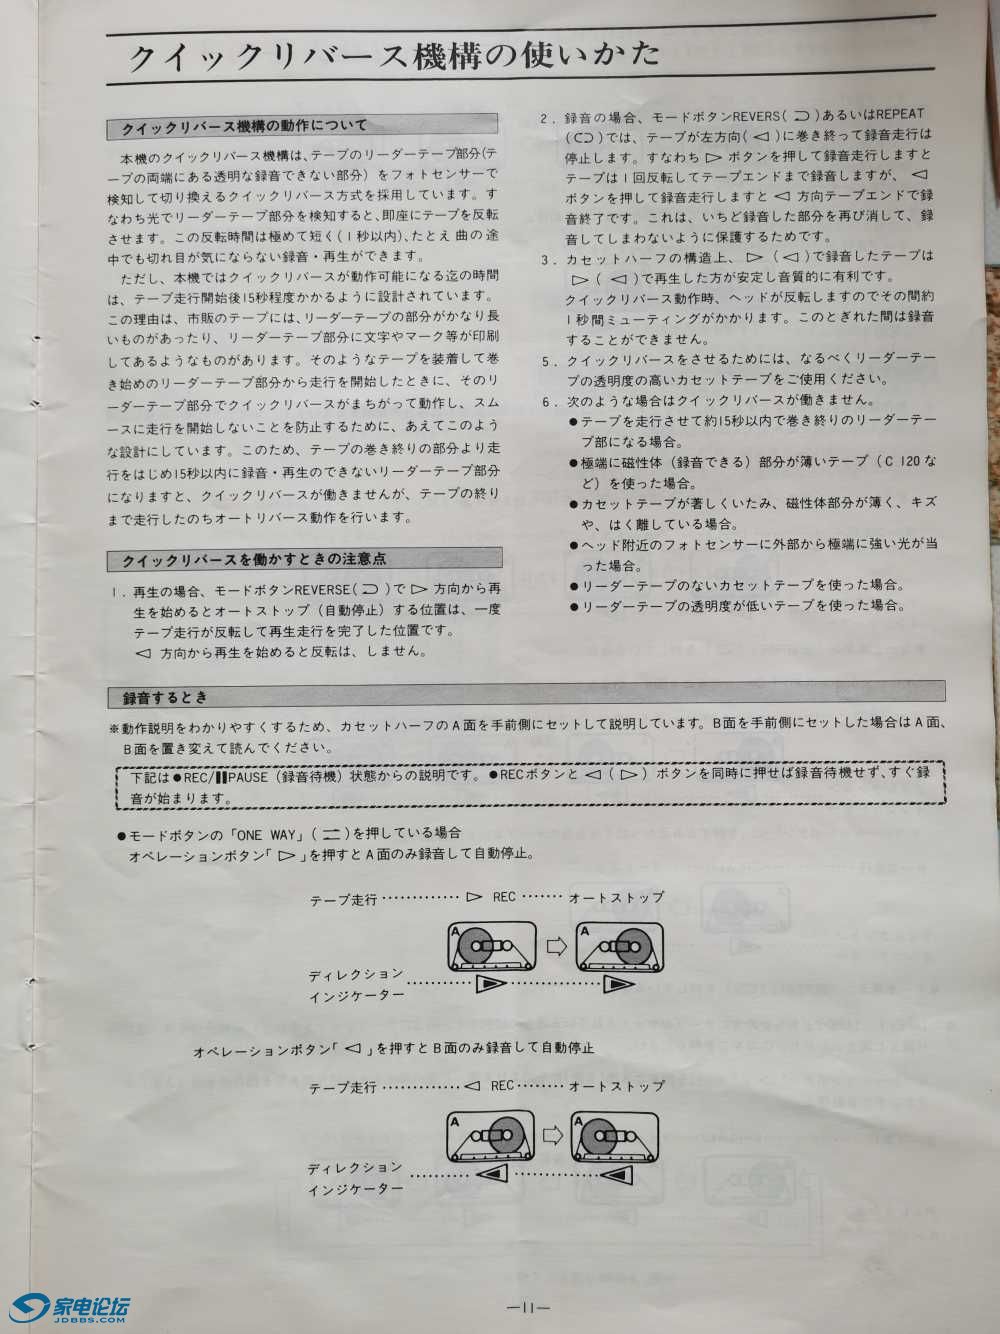 クイックリバース機構の使いかた
クイックリバース機構の動作について
本機のクイックリバース機構は、テープのリーダーテープ部分(テ
ープの両端にある透明な録音できない部分）をフォトセンサーで
検知して切り換えるクイックリバース方式を採用しています。す
なわち光でリーダーテープ部分を検知すると、即座にテープを反転
させます。この反転時間は極めて短く(1秒以内)、たとえ 曲の 途
中でも切れ目が気にならない録音・再生ができます。
ただし、本機ではクイックリバースが動作可能になる迄の時間
は、テープ走行開始後15秒程度かかるように設計されています。
この理由は、市販のテープには、リーダーテープの部分がかなり長
いものがあったり、リーダーテープ部分に文字やマーク等が印刷
してあるようなものがあります。そのようなテープを装着して巻
き始めのリーダーテープ部分から走行を開始したときに、そのリ
ーダーテープ部分でクイックリバースがまちがって動作し、スム
ースに走行を開始しないことを防止するために、あえてこのよう
な設計にしています。このため、テープの巻き終りの部分より走
行をはじめ15秒以内に録音・再生のできないリーダーテープ部分
になりますと、クイックリバースが働きませんが、テープの終り
まで走行したのちオートリバース動作を行います。
クイックリバースを働かすときの注意点
1．再生の場合、モードボタンREVERSE(⊃)で ▷ 方向から再
生を始めるとオートストップ（自動停止）する位置は、一度
テープ走行が反転して再生走行を完了した位置です。
◁ 方向から再生を始めると反転は、しません。
2．録音の場合、モードボタンREVERS(⊃)あるいはREPEAT
(⊂⊃)では、テープが左方向(◁)に巻き終って録音走行は
停止します。すなわち ▷ ボタンを押して録音走行しますと
テープは1回反転してテープエンドまで録音しますが、◁
ボタンを押して録音走行しますと ◁ 方向テープエンドで録
音終了です。これは、いちど録音した部分を再び消して、録
音してしまわないように保護するためです。
3．カセットハーフの構造上、▷（◁)で録音したテープは
▷(◁)で再生した方が安定し音質的に有利です。
クイックリバース動作時、ヘッドが反転しますのでその間約
1秒間ミューティングがかかります。このとぎれた間は録音
することができません。
5．クイックリバースをさせるためには、なるべくリーダーテー
プの透明度の高いカセットテープをご使用ください。
6．次のような場合はクイックリバースが働きません。
●テープを走行させて約15秒以内で巻き終りのリーダーテー
プ部になる場合。
●極端に磁性体（録音できる）部分が薄いテープ（C 120な
ど）を使った場合。
●カセットテープが著しくいたみ、磁性体部分が薄く、キズ
や、はく離している場合。
●ヘッド附近のフォトセンサーに外部から極端に強い光が当
った場合。
●リーダーテープのないカセットテープを使った場合。
●リーダーテープの透明度が低いテープを使った場合。
録音するとき
※動作説明をわかりやすくするため、カセットハーフのA面を手前側にセットして説明しています。B面を手前側にセットした場合はA面、
B面を置き変えて読んでください。
下記は●REC/❚❚PAUSE（録音待機）状態からの説明です。●RECボタンと ◁（▷）ボタンを同時に押せば録音待機せず、すぐ録
音が始まります。
●モードボタンの「ONE WAY」(⇌)を押している場合
オペレーションボタン「▷」を押すとA面のみ録音して自動停止。
テープ走行 ············· ▷ REC ······· オートストップ
A ⇨ A
ディレクション
インジケーター ··········· ▶ ··············· ▶
オペレーションボタン「◁」を押すとB面のみ録音して自動停止
テープ走行 ············· ◁ REC ········ オートストップ
A ⇨ A
ディレクション
インジケーター ·········· ◀ ·············· ◀
—11—
家电论坛
JDBBS.COM